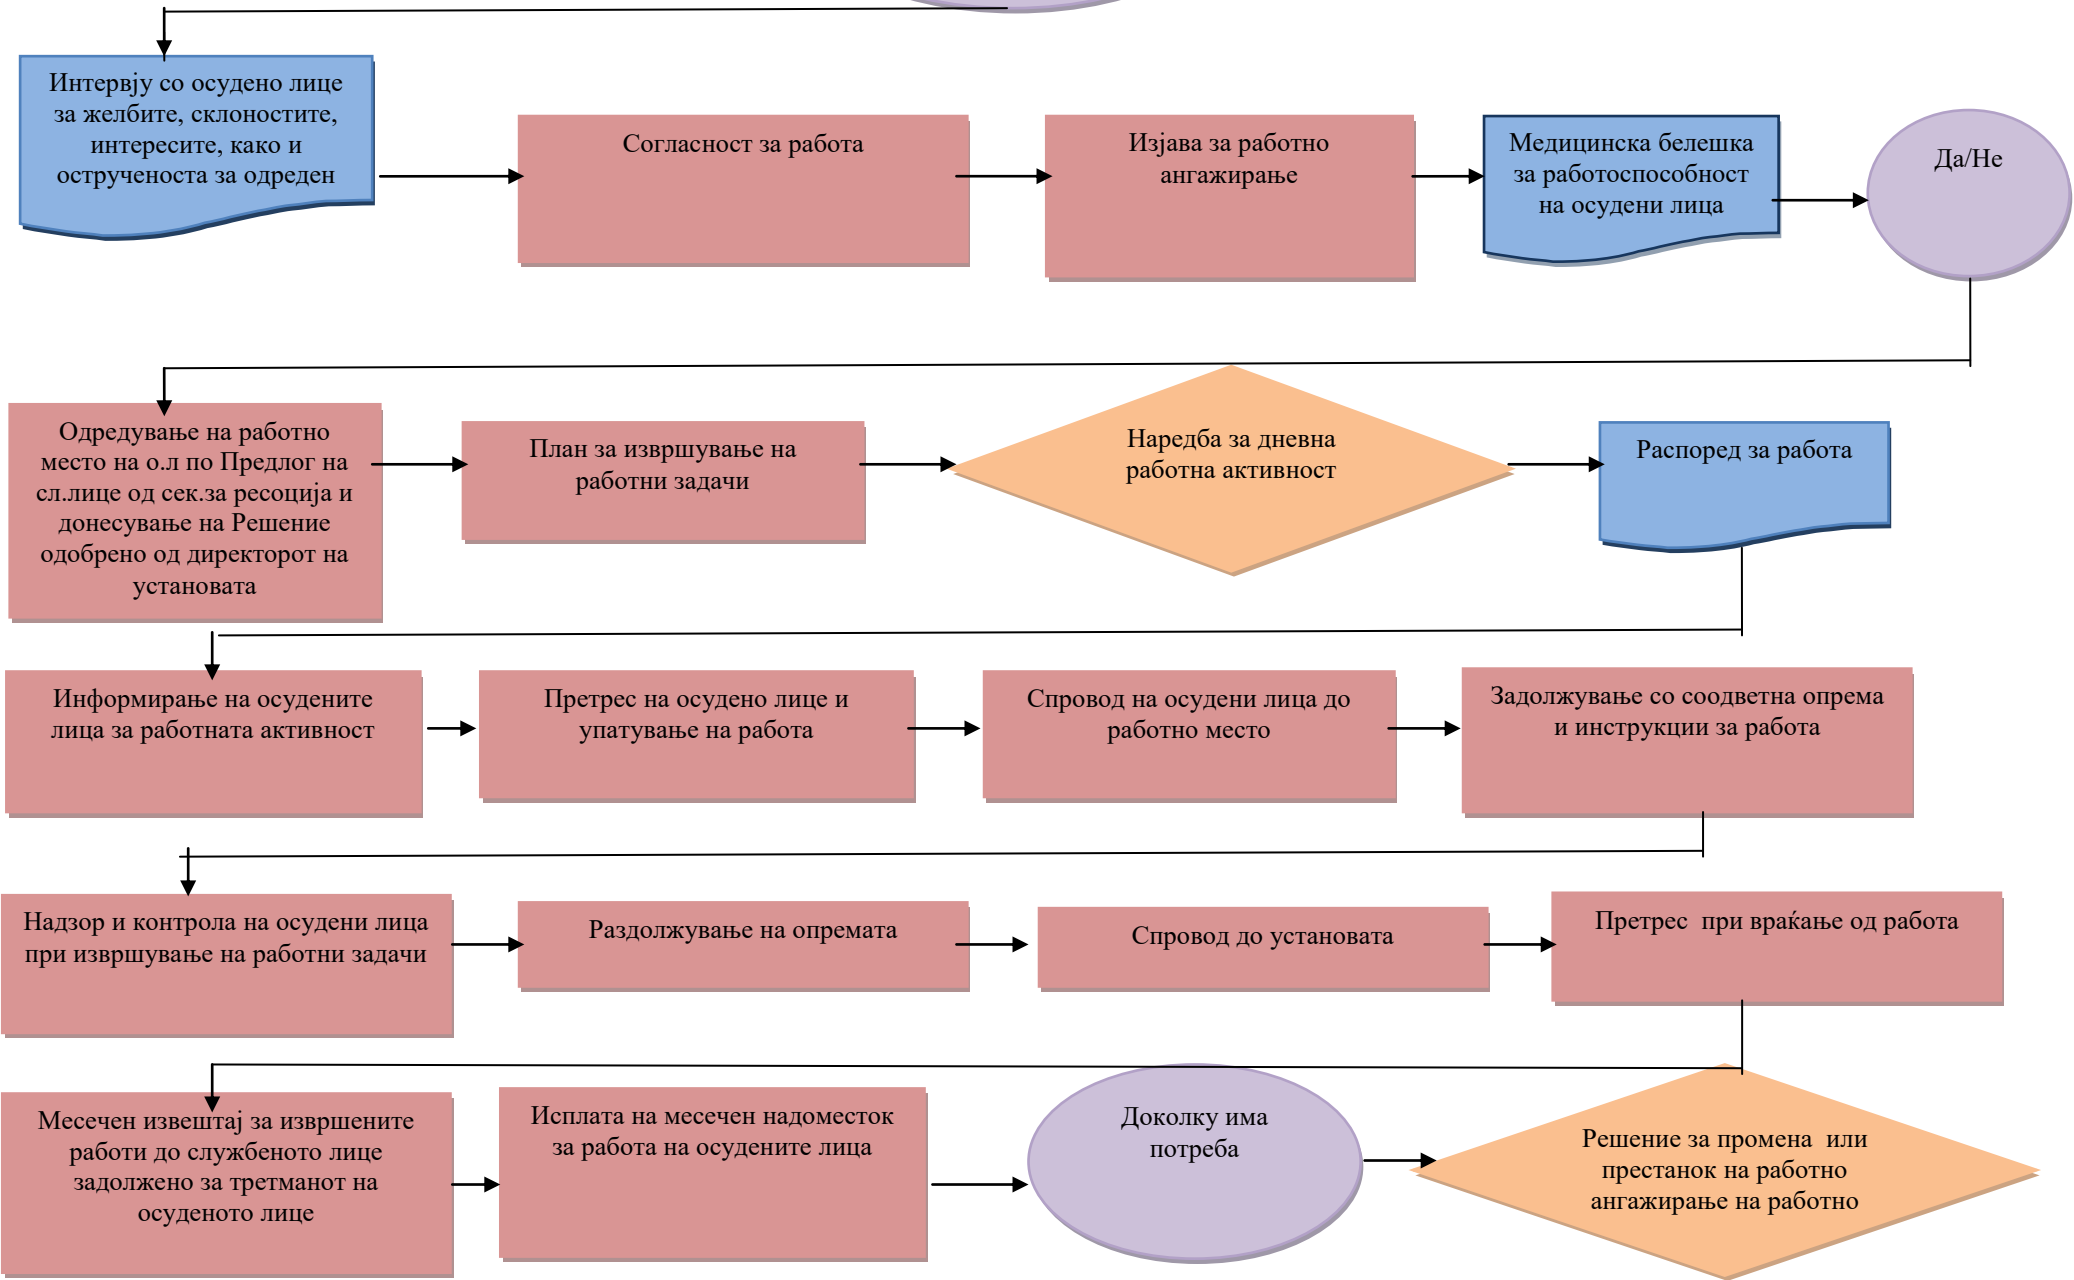 Интервју со осудено лице
за желбите, склоностите,
интересите, како и
остручeноста за одреден
Согласност за работа
Изјава за работно
ангажирање
Медицинска белешка
за работоспособност
на осудени лица
Да/Не
Одредување на работно
место на о.л по Предлог на
сл.лице од сек.за ресоција и
донесување на Решение
одобрено од директорот на
установата
План за извршување на
работни задачи
Наредба за дневна
работна активност
Распоред за работа
Информирање на осудените
лица за работната активност
Претрес на осудено лице и
упатување на работа
Спровод на осудени лица до
работно место
Задолжување со соодветна опрема
и инструкции за работа
Надзор и контрола на осудени лица
при извршување на работни задачи
Раздолжување на опремата
Спровод до установата
Претрес  при враќање од работа
Месечен извештај за извршените
работи до службеното лице
задолжено за третманот на
осуденото лице
Исплата на месечен надоместок
за работа на осудените лица
Доколку има
потреба
Решение за промена  или
престанок на работно
ангажирање на работно